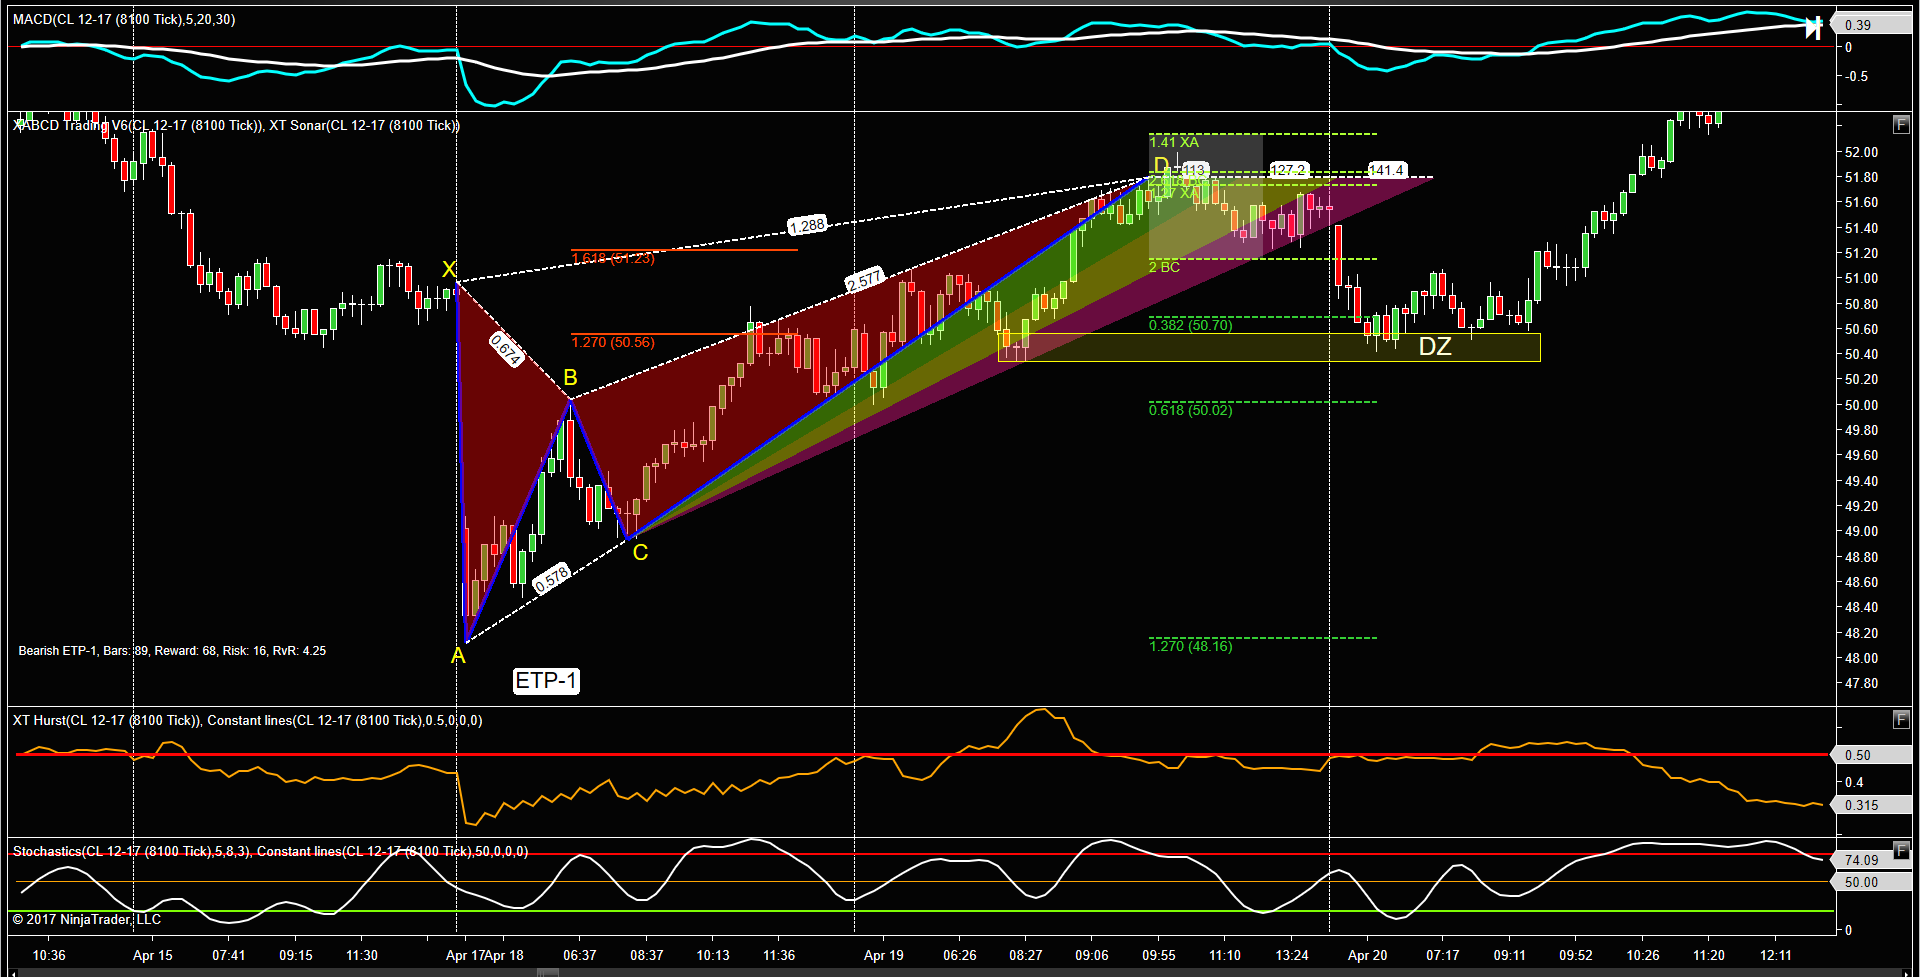 MACD(CL 12-17 (8100 Tick),5,20,30)
0.39
0
-0.5
XABCD Trading V6(CL 12-17 (8100 Tick)), XT Sonar(CL 12-17 (8100 Tick))
F
1.41 XA
D
113
127.2
141.4
1.27 XA
2 BC
1.288
1.618 (51.23)
X
2.577
0.674
1.270 (50.56)
0.382 (50.70)
DZ
B
0.618 (50.02)
C
0.578
1.270 (48.16)
Bearish ETP-1, Bars: 89, Reward: 68, Risk: 16, RvR: 4.25
A
ETP-1
52.00
51.80
51.60
51.40
51.20
51.00
50.80
50.60
50.40
50.20
50.00
49.80
49.60
49.40
49.20
49.00
48.80
48.60
48.40
48.20
48.00
47.80
XT Hurst(CL 12-17 (8100 Tick)), Constant lines(CL 12-17 (8100 Tick),0.5,0,0,0)
F
0.50
0.4
0.315
Stochastics(CL 12-17 (8100 Tick),5,8,3), Constant lines(CL 12-17 (8100 Tick),50,0,0,0)
F
74.09
50.00
0
© 2017 NinjaTrader, LLC
10:36 Apr 15 07:41 09:15 11:30 Apr 17 Apr 18 06:37 08:37 10:13 11:36 Apr 19 06:26 08:27 09:06 09:55 11:10 13:24 Apr 20 07:17 09:11 09:52 10:26 11:20 12:11